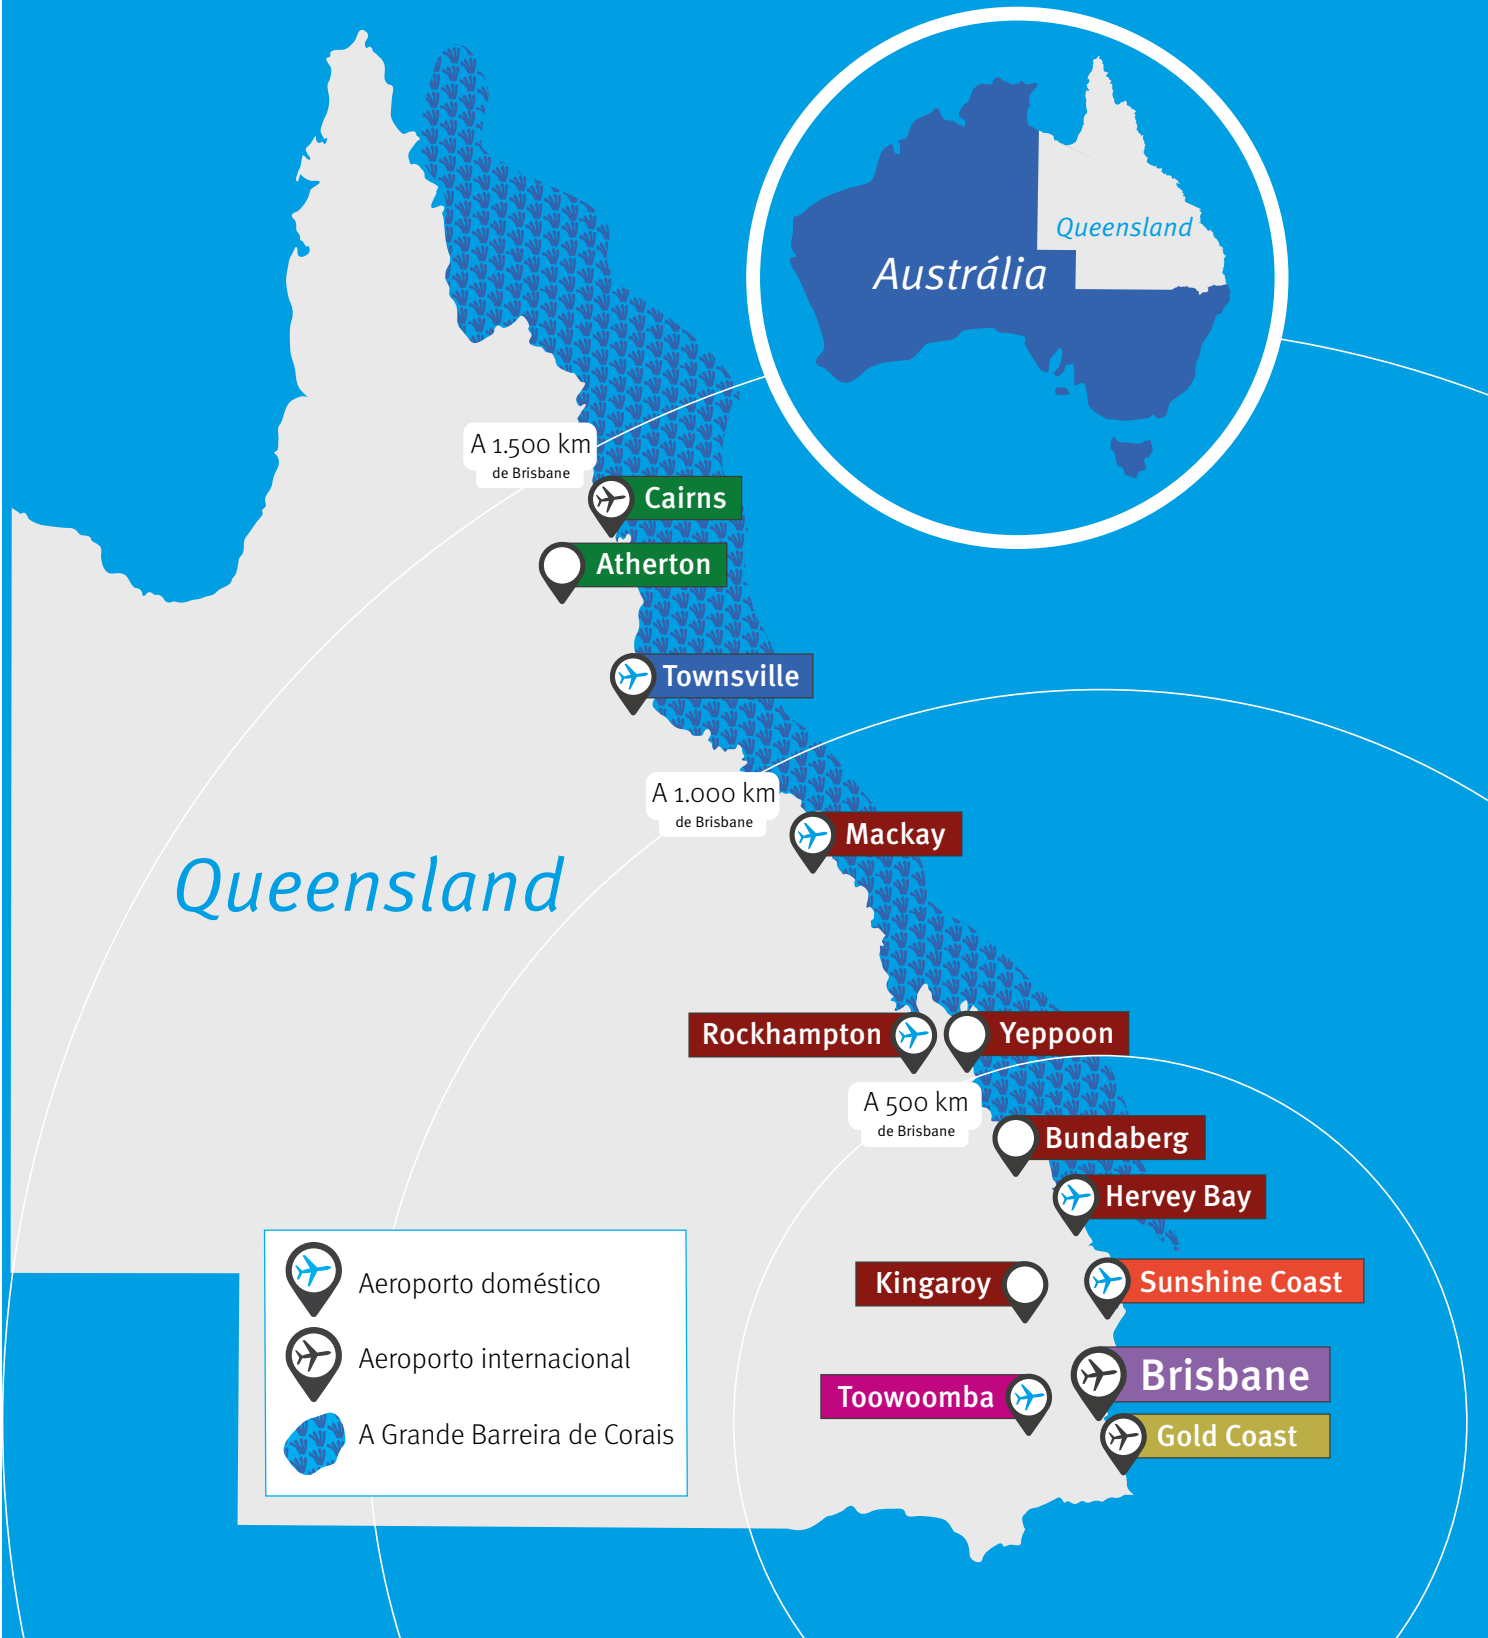 Queensland
Austrália
A 1.500 km
de Brisbane
Cairns
Atherton
Townsville
A 1.000 km
de Brisbane
Mackay
Queensland
Rockhampton
Yeppoon
A 500 km
de Brisbane
Bundaberg
Hervey Bay
Kingaroy
Sunshine Coast
Brisbane
Toowoomba
Gold Coast
Aeroporto doméstico
Aeroporto internacional
A Grande Barreira de Corais